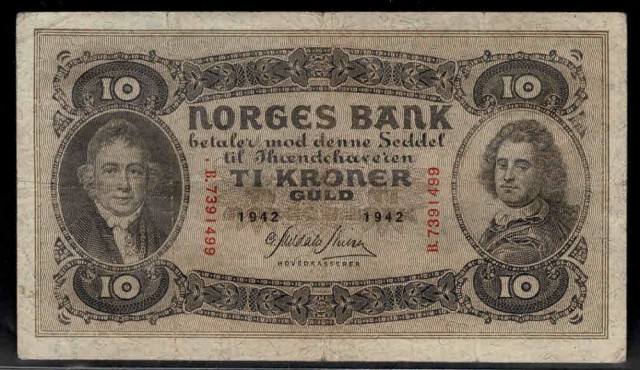 10 10
NORGES BANK
betaler mod denne Seddel
til Ihændehaveren
TI KRONER
GULD
1942 1942
B.7391499
B.7391499
HOVEDKASSERER
10 10